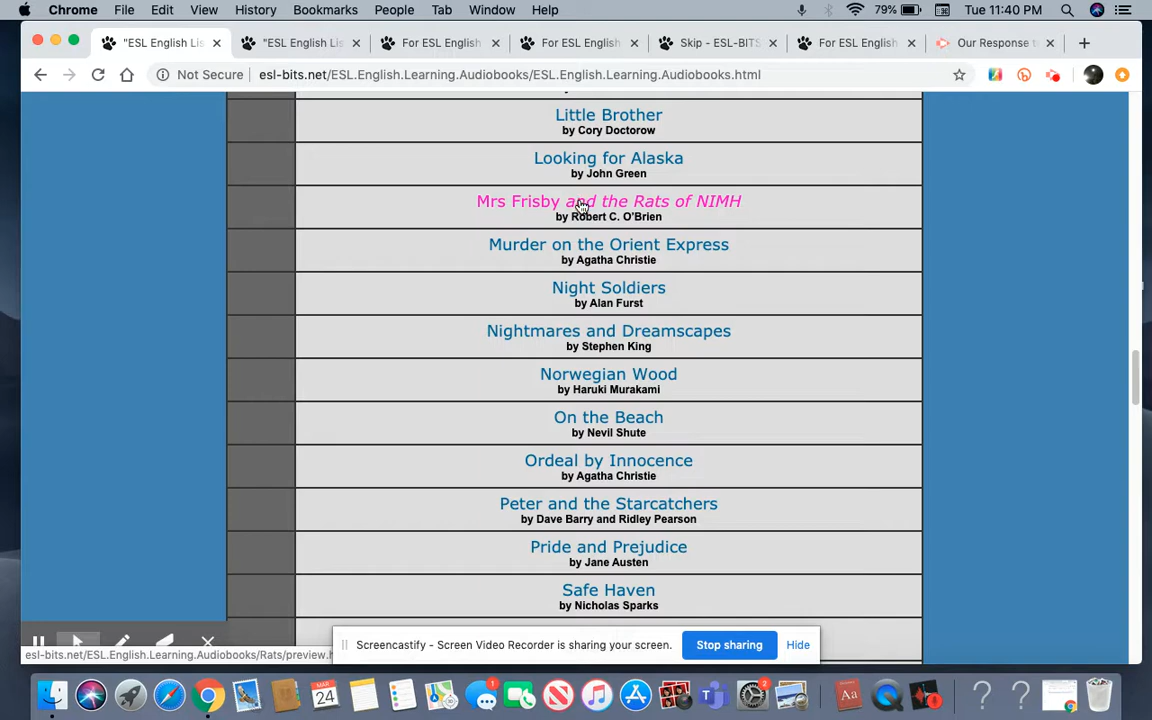 Chrome File Edit View History Bookmarks People Tab Window Help 79% Tue 11:40 PM
"ESL English Lis "ESL English Lis For ESL English For ESL English Skip - ESL-BITS For ESL English Our Response to
Not Secure esl-bits.net/ESL.English.Learning.Audiobooks/ESL.English.Learning.Audiobooks.html
Little Brother
by Cory Doctorow
Looking for Alaska
by John Green
Mrs Frisby and the Rats of NIMH
by Robert C. O'Brien
Murder on the Orient Express
by Agatha Christie
Night Soldiers
by Alan Furst
Nightmares and Dreamscapes
by Stephen King
Norwegian Wood
by Haruki Murakami
On the Beach
by Nevil Shute
Ordeal by Innocence
by Agatha Christie
Peter and the Starcatchers
by Dave Barry and Ridley Pearson
Pride and Prejudice
by Jane Austen
Safe Haven
by Nicholas Sparks
Screencastify - Screen Video Recorder is sharing your screen. Stop sharing Hide
esl-bits.net/ESL.English.Learning.Audiobooks/Rats/preview.h
MAR
24
1
2
Aa